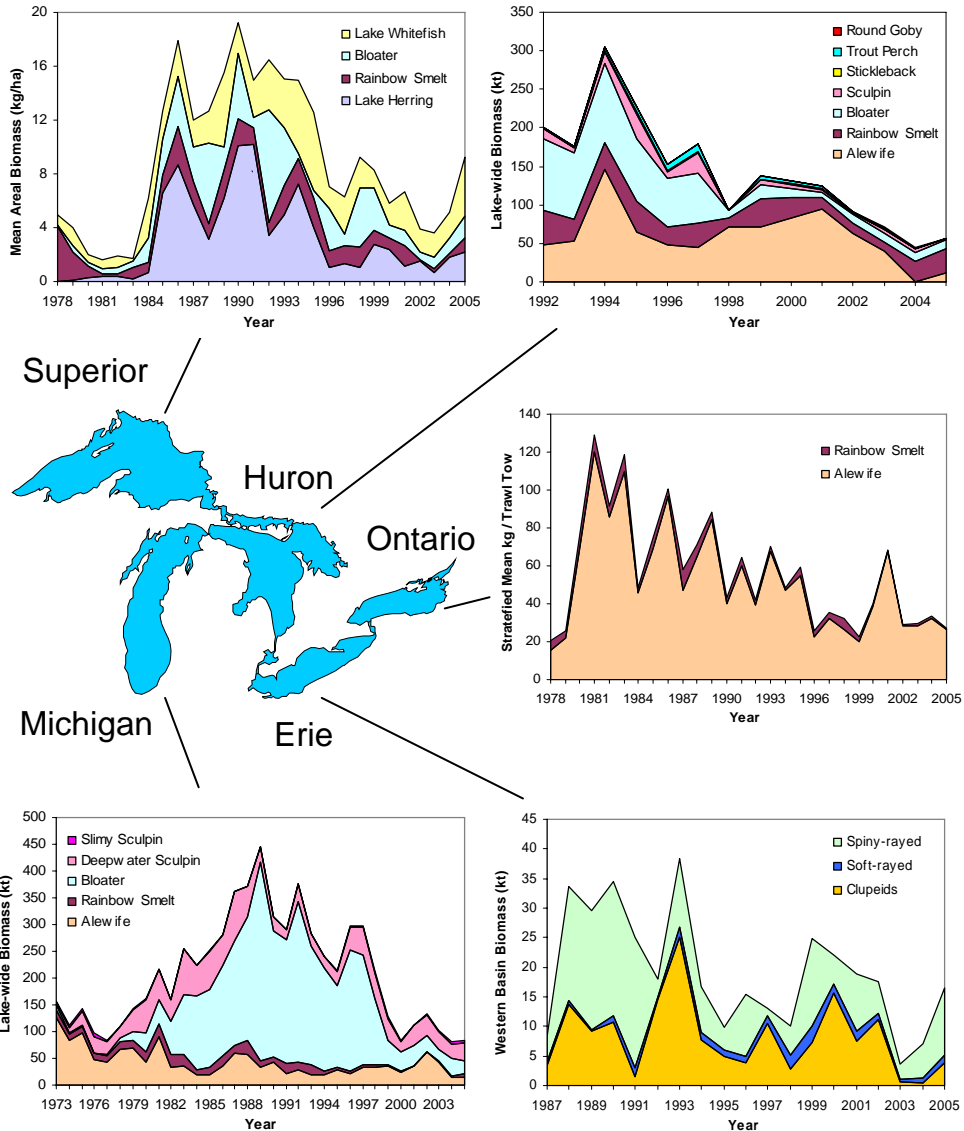 20
16
12
8
4
0
Mean Areal Biomass (kg/ha)
Lake Whitefish
Bloater
Rainbow Smelt
Lake Herring
1978 1981 1984 1987 1990 1993 1996 1999 2002 2005
Year
350
300
250
200
150
100
50
0
Lake-wide Biomass (kt)
Round Goby
Trout Perch
Stickleback
Sculpin
Bloater
Rainbow Smelt
Alewife
1992 1994 1996 1998 2000 2002 2004
Year
Superior
Huron
Ontario
Michigan
Erie
140
120
100
80
60
40
20
0
Stratefied Mean kg / Trawl Tow
Rainbow Smelt
Alewife
1978 1981 1984 1987 1990 1993 1996 1999 2002 2005
Year
500
450
400
350
300
250
200
150
100
50
0
Lake-wide Biomass (kt)
Slimy Sculpin
Deepwater Sculpin
Bloater
Rainbow Smelt
Alewife
1973 1976 1979 1982 1985 1988 1991 1994 1997 2000 2003
Year
45
40
35
30
25
20
15
10
5
0
Western Basin Biomass (kt)
Spiny-rayed
Soft-rayed
Clupeids
1987 1989 1991 1993 1995 1997 1999 2001 2003 2005
Year